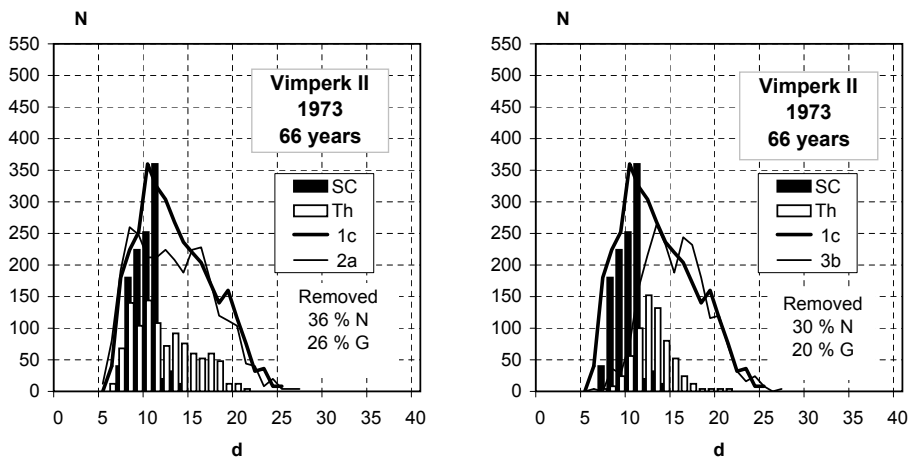 N
550
500
450
400
350
300
250
200
150
100
50
0
0 5 10 15 20 25 30 35 40
d
Vimperk II
1973
66 years
SC
Th
1c
2a
Removed
36 % N
26 % G
N
550
500
450
400
350
300
250
200
150
100
50
0
0 5 10 15 20 25 30 35 40
d
Vimperk II
1973
66 years
SC
Th
1c
3b
Removed
30 % N
20 % G